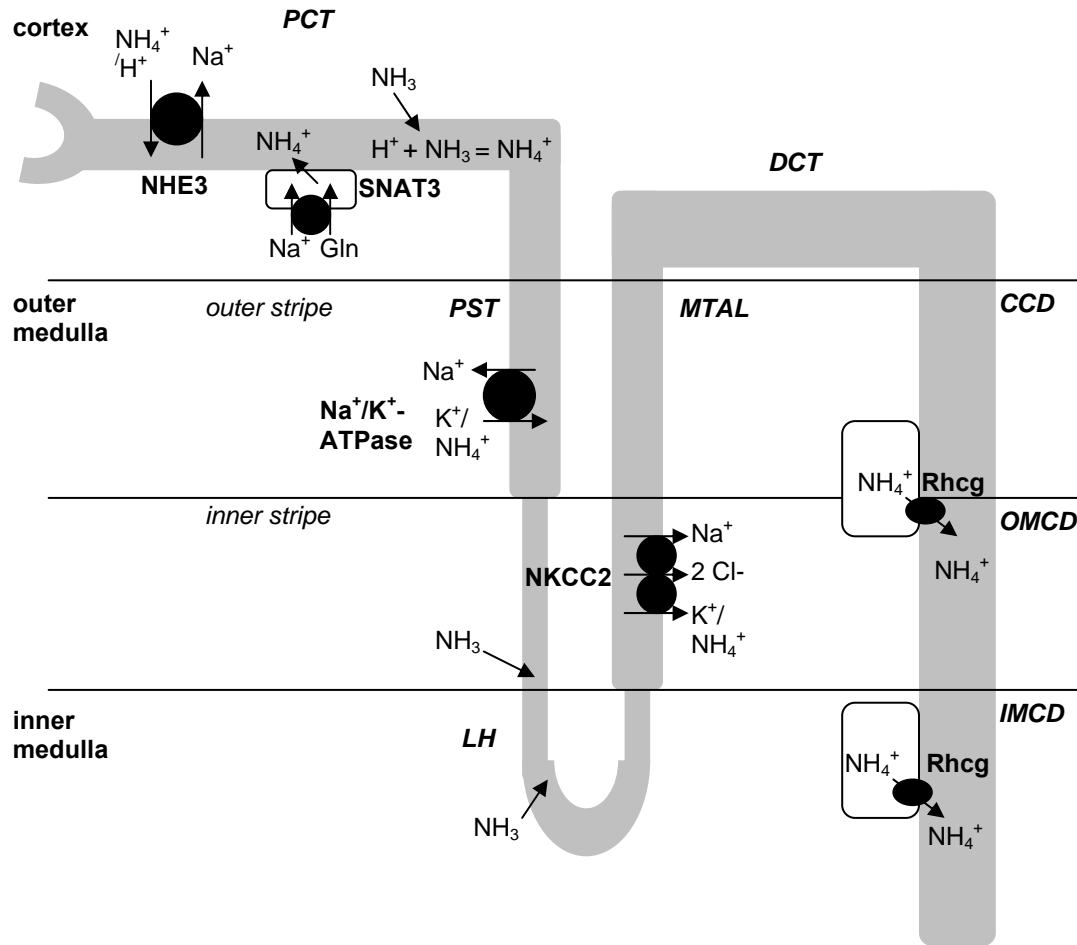 cortex
PCT
NH₄⁺
/H⁺
Na⁺
NH₃
NH₄⁺
H⁺ + NH₃ = NH₄⁺
NHE3
SNAT3
Na⁺ Gln
DCT
outer
medulla
outer stripe
PST
MTAL
CCD
Na⁺
Na⁺/K⁺-
ATPase
K⁺/
NH₄⁺
NH₄⁺
Rhcg
inner stripe
OMCD
NH₄⁺
NKCC2
Na⁺
2 Cl-
K⁺/
NH₄⁺
NH₃
inner
medulla
LH
IMCD
NH₃
NH₄⁺
Rhcg
NH₄⁺